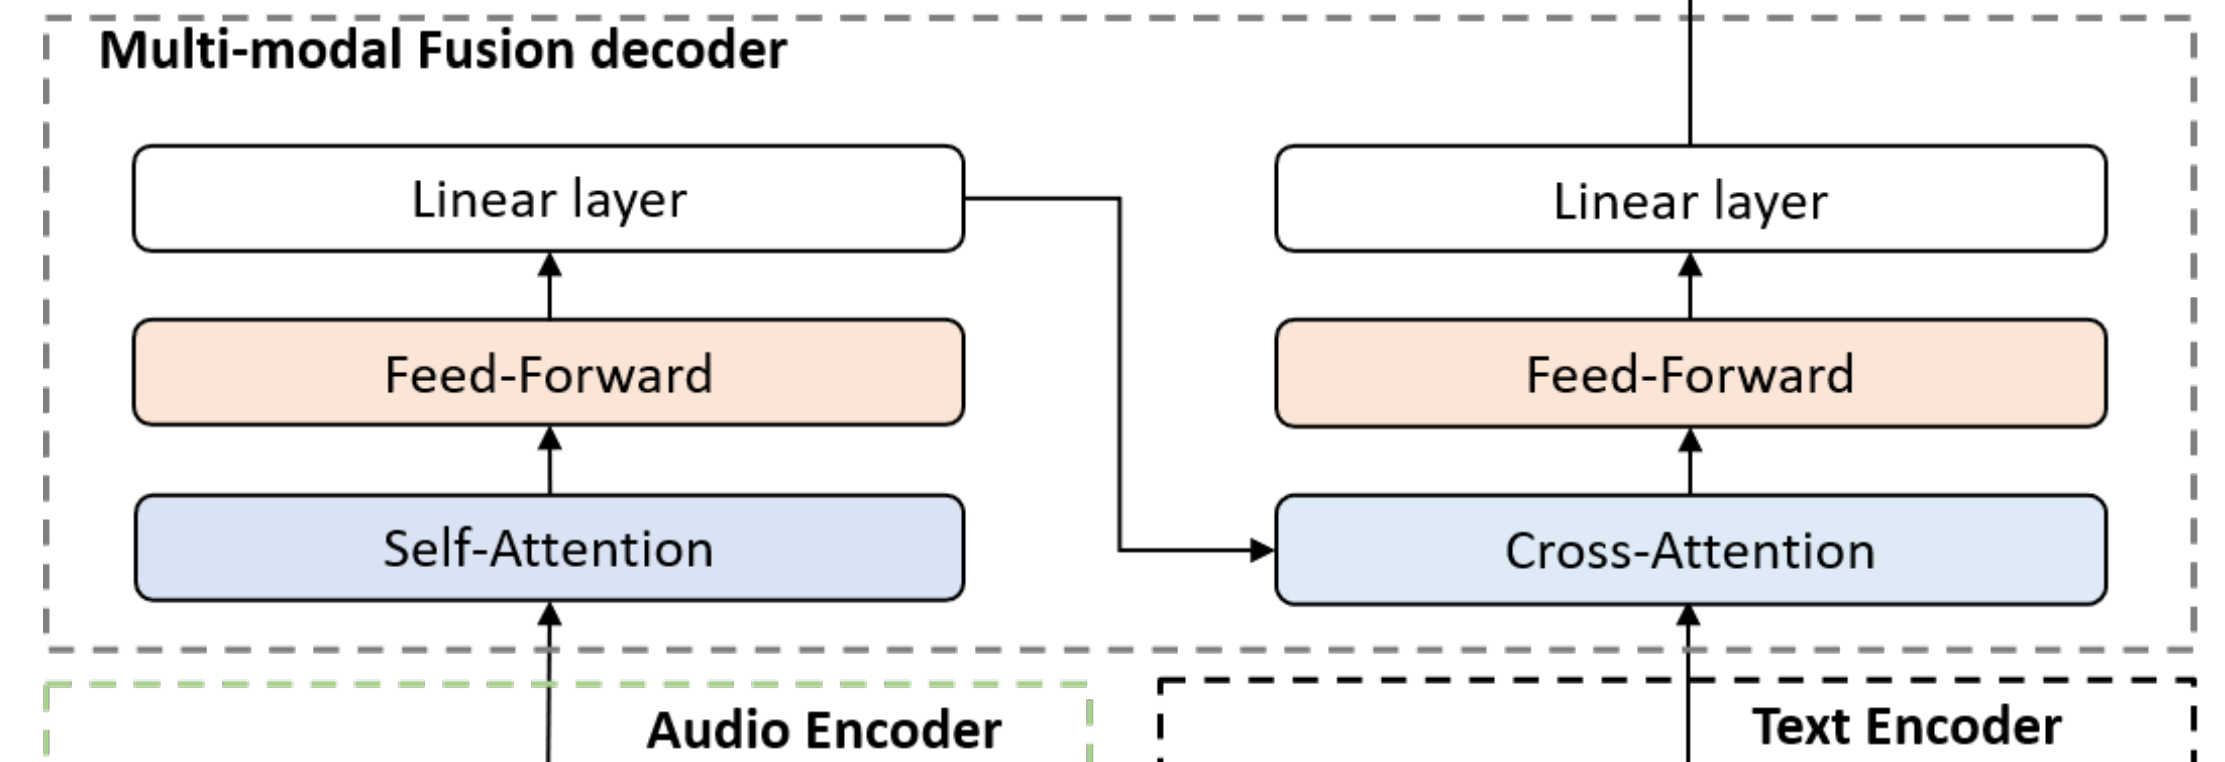 Multi-modal Fusion decoder
Linear layer
Linear layer
Feed-Forward
Feed-Forward
Self-Attention
Cross-Attention
Audio Encoder
Text Encoder